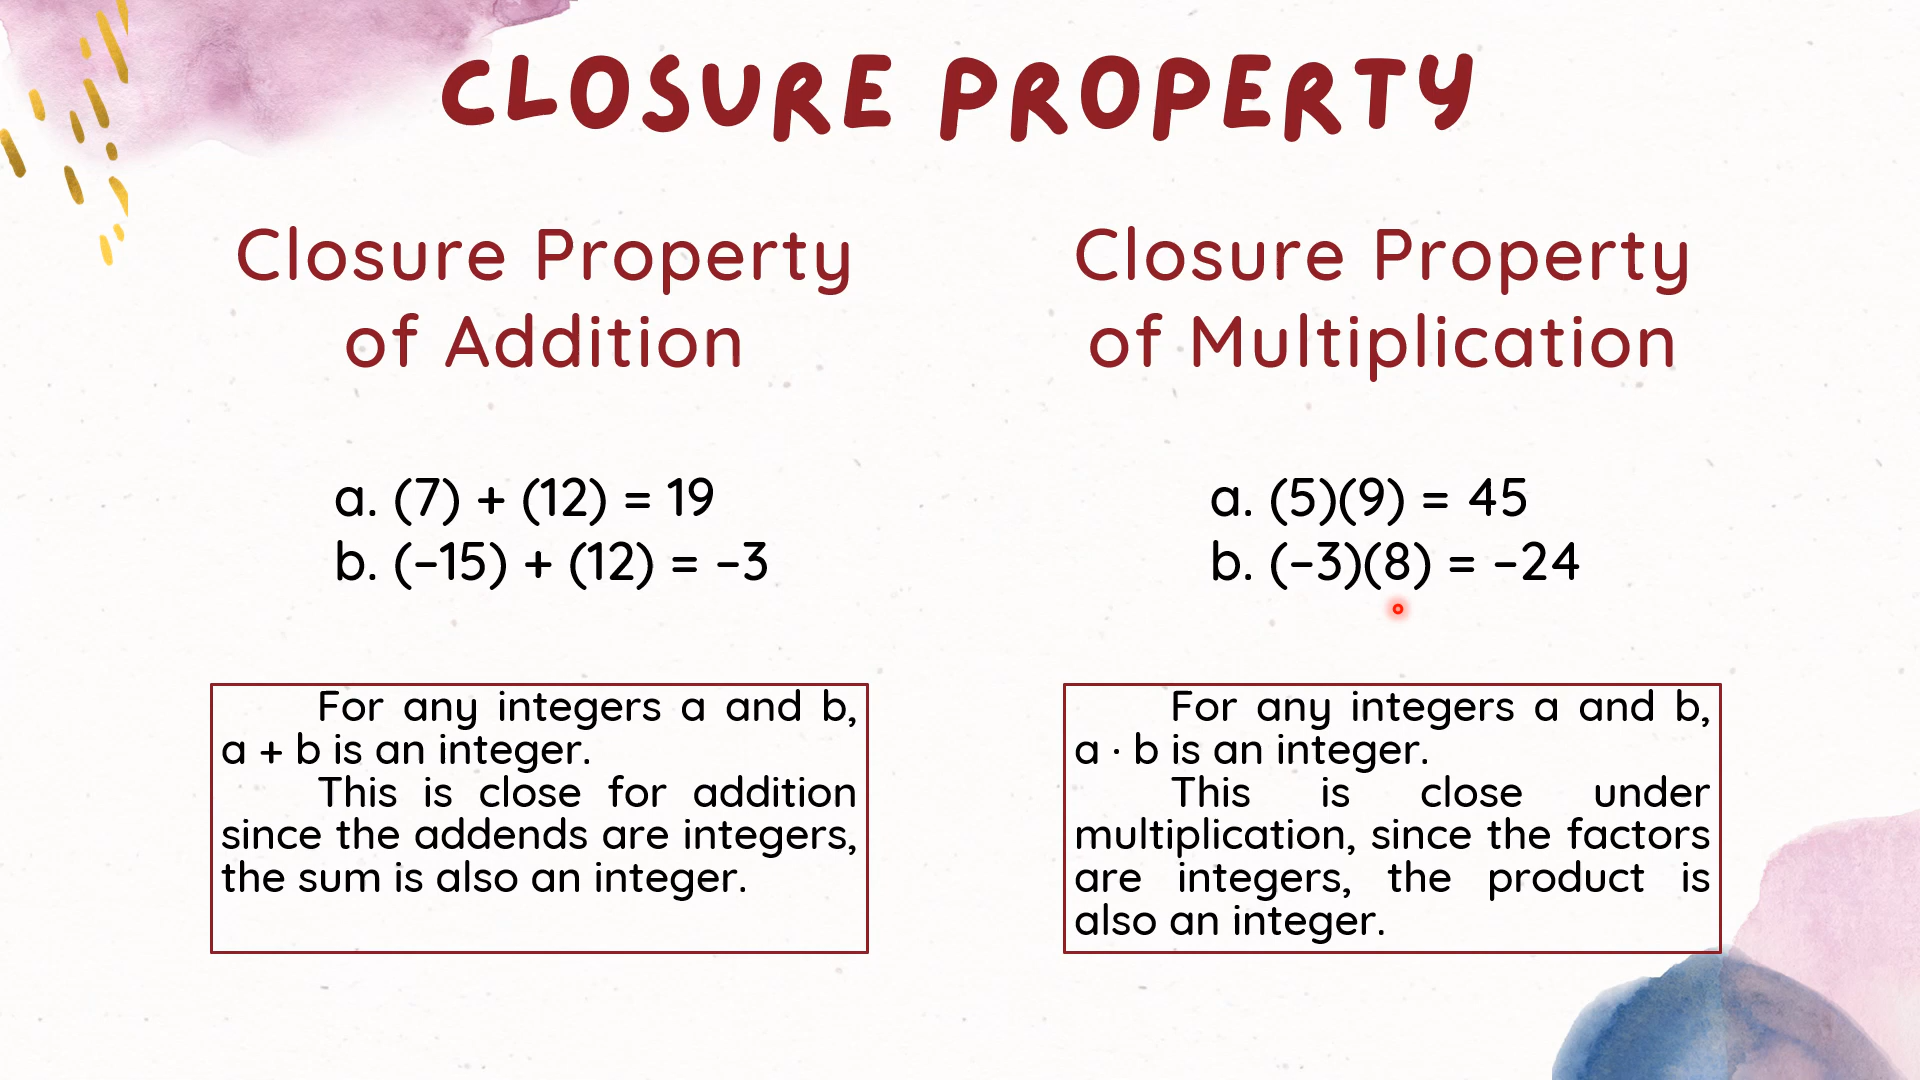 CLOSURE PROPERTY
Closure Property
of Addition
a. (7) + (12) = 19
b. (-15) + (12) = -3
For any integers a and b,
a + b is an integer.
This is close for addition
since the addends are integers,
the sum is also an integer.
Closure Property
of Multiplication
a. (5)(9) = 45
b. (-3)(8) = -24
For any integers a and b,
a · b is an integer.
This is close under
multiplication, since the factors
are integers, the product is
also an integer.